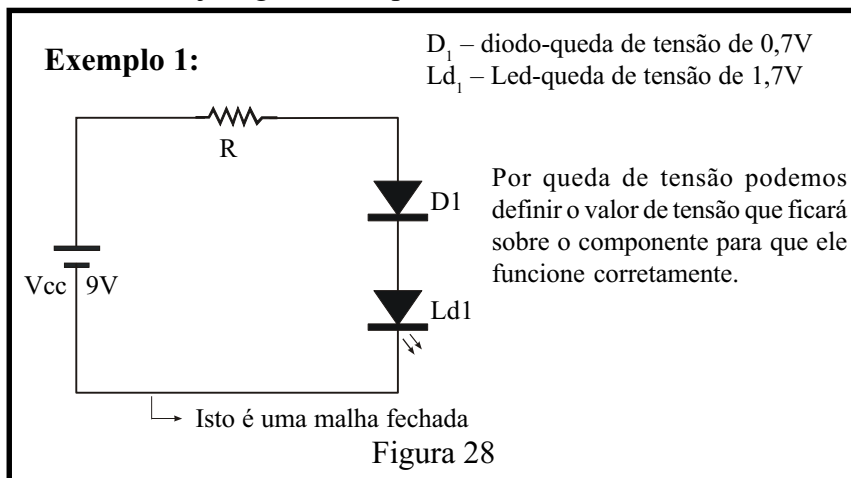 Exemplo 1:
D1 – diodo-queda de tensão de 0,7V
Ld1 – Led-queda de tensão de 1,7V
R
D1
Por queda de tensão podemos
definir o valor de tensão que ficará
sobre o componente para que ele
funcione corretamente.
Vcc 9V
Ld1
Isto é uma malha fechada
Figura 28